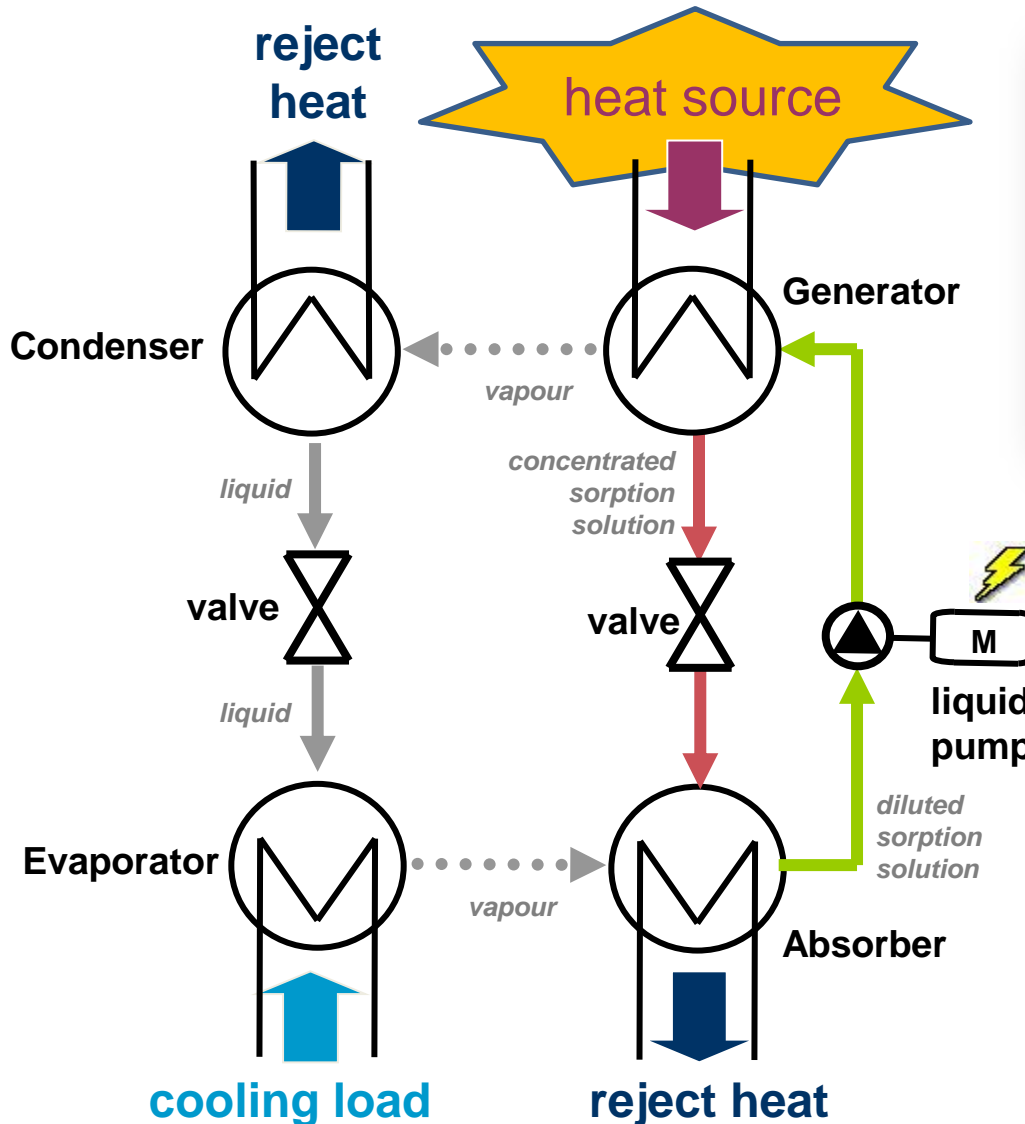 reject
heat
heat source
Generator
Condenser
vapour
concentrated
sorption
solution
liquid
valve
valve
M
liquid
pump
liquid
diluted
sorption
solution
Evaporator
vapour
Absorber
cooling load
reject heat